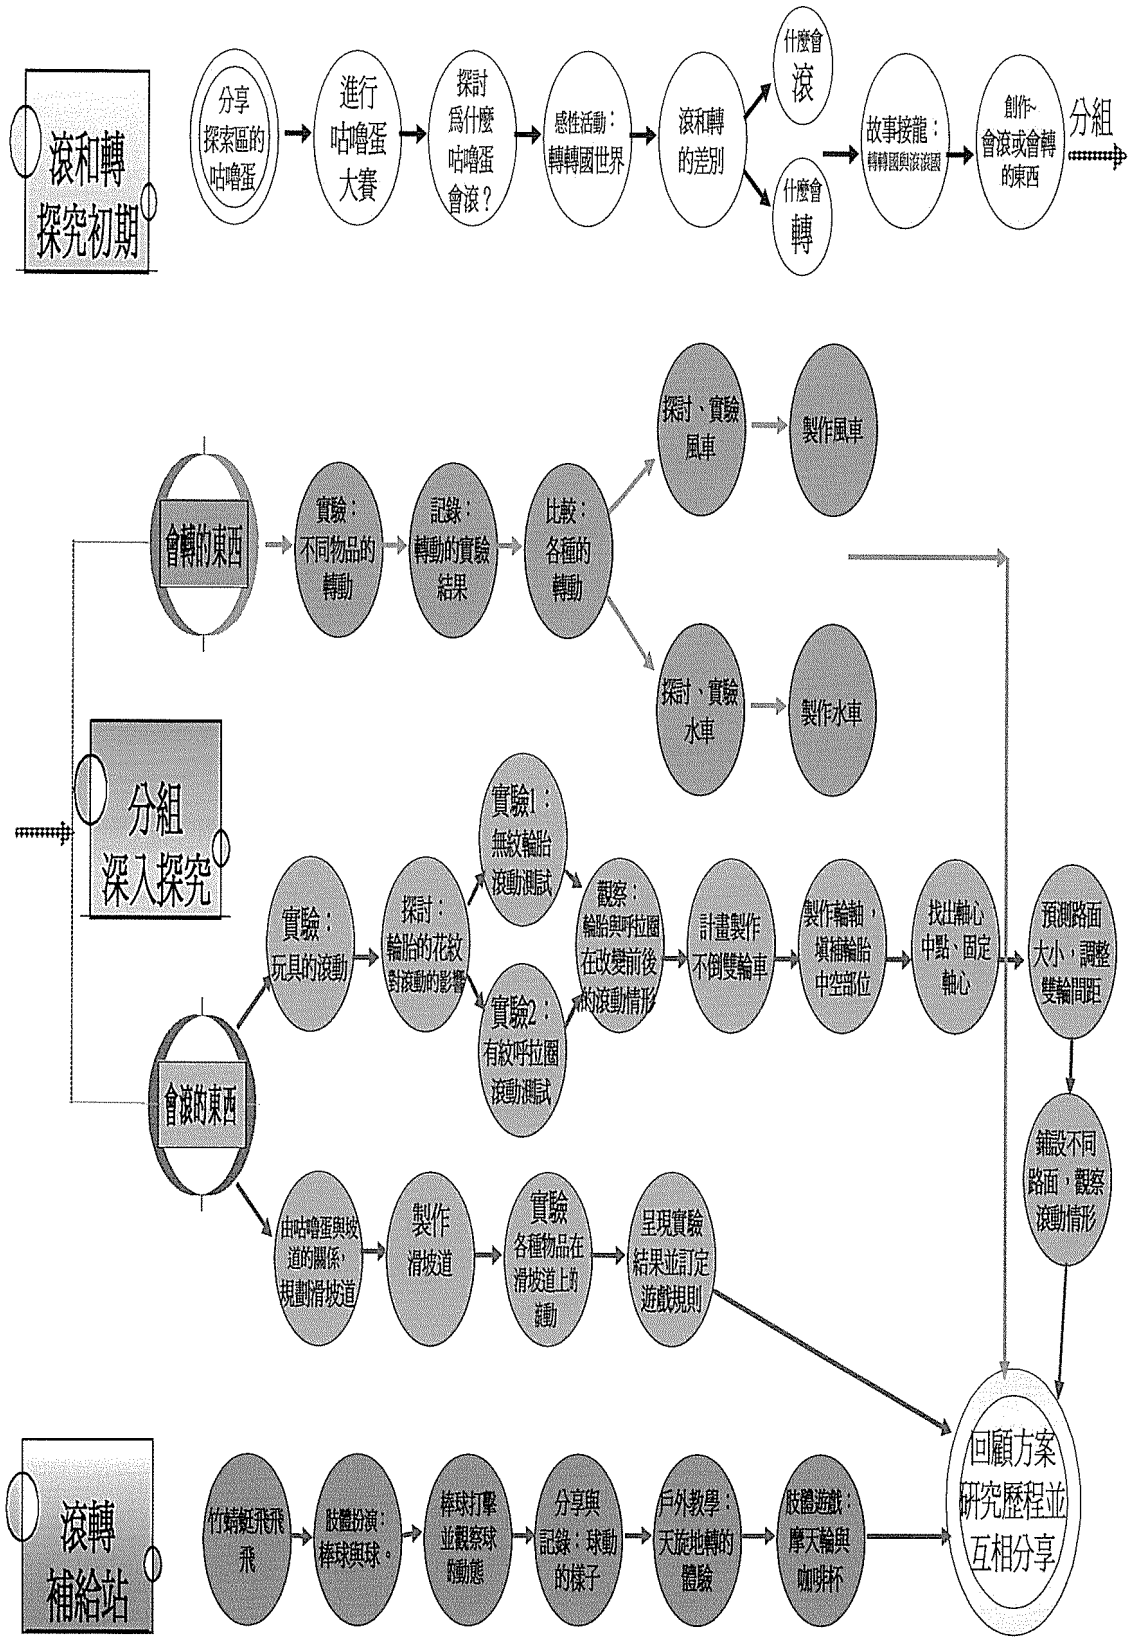 滾和轉
探究初期
分享
探索區的
咕嚕蛋
進行
咕嚕蛋
大賽
探討
為什麼
咕嚕蛋
會滾?
感性活動:
轉轉國世界
滾和轉
的差別
什麼會
滾
什麼會
轉
故事接龍:
轉轉國與滾滾國
創作~
會滾或會轉
的東西
分組
分組
深入探究
會轉的東西
實驗:
不同物品的
轉動
記錄:
轉動的實驗
結果
比較:
各種的
轉動
探討、實驗
風車
製作風車
探討、實驗
水車
製作水車
會滾的東西
實驗:
玩具的滾動
探討:
輪胎的花紋
對滾動的影響
實驗1:
無紋輪胎
滾動測試
實驗2:
有紋呼拉圈
滾動測試
觀察:
輪胎與呼拉圈
在改變前後
的滾動情形
計畫製作
不倒雙輪車
製作輪軸,
填補輪胎
中空部位
找出軸心
中點、固定
軸心
預測路面
大小,調整
雙輪間距
鋪設不同
路面,觀察
滾動情形
由咕嚕蛋與坡
道的關係,
規劃滑坡道
製作
滑坡道
實驗
各種物品在
滑坡道上的
滾動
呈現實驗
結果並訂定
遊戲規則
滾轉
補給站
竹蜻蜓飛飛
飛
肢體扮演:
棒球與球。
棒球打擊
並觀察球
的動態
分享與
記錄:球動
的樣子
戶外教學:
天旋地轉的
體驗
肢體遊戲:
摩天輪與
咖啡杯
回顧方案
研究歷程並
互相分享